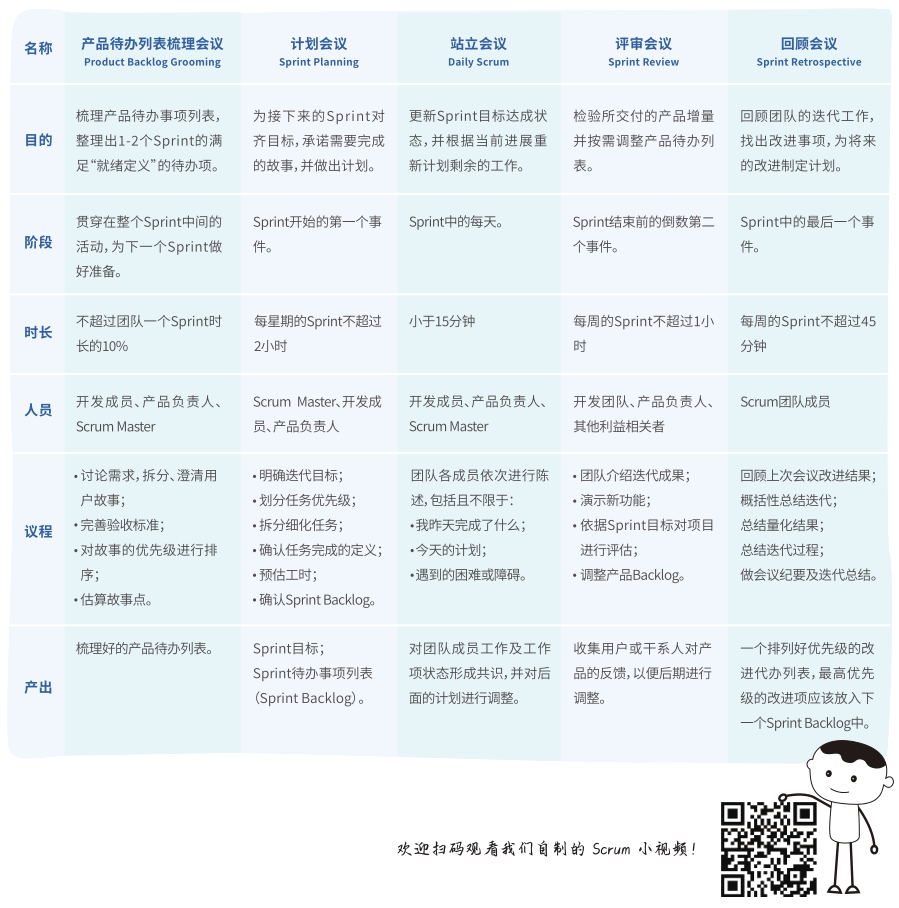 名称
产品待办列表梳理会议
Product Backlog Grooming
计划会议
Sprint Planning
站立会议
Daily Scrum
评审会议
Sprint Review
回顾会议
Sprint Retrospective
目的
梳理产品待办事项列表，
整理出1-2个Sprint的满
足“就绪定义”的待办项。
为接下来的Sprint对
齐目标，承诺需要完成
的故事，并做出计划。
更新Sprint目标达成状
态，并根据当前进展重
新计划剩余的工作。
检验所交付的产品增量
并按需调整产品待办列
表。
回顾团队的迭代工作，
找出改进事项，为将来
的改进制定计划。
阶段
贯穿在整个Sprint中间的
活动，为下一个Sprint做
好准备。
Sprint开始的第一个事
件。
Sprint中的每天。
Sprint结束前的倒数第二
个事件。
Sprint中的最后一个事
件。
时长
不超过团队一个Sprint时
长的10%
每星期的Sprint不超过
2小时
小于15分钟
每周的Sprint不超过1小
时
每周的Sprint不超过45
分钟
人员
开发成员、产品负责人、
Scrum Master
Scrum Master、开发成
员、产品负责人
开发成员、产品负责人、
Scrum Master
开发团队、产品负责人、
其他利益相关者
Scrum团队成员
议程
•讨论需求，拆分、澄清用
户故事；
•完善验收标准；
•对故事的优先级进行排
序；
•估算故事点。
•明确迭代目标；
•划分任务优先级；
•拆分细化任务；
•确认任务完成的定义；
•预估工时；
•确认Sprint Backlog。
团队各成员依次进行陈
述，包括且不限于：
•我昨天完成了什么；
•今天的计划；
•遇到的困难或障碍。
•团队介绍迭代成果；
•演示新功能；
•依据Sprint目标对项目
进行评估；
•调整产品Backlog。
回顾上次会议改进结果；
概括性总结迭代；
总结量化结果；
总结迭代过程；
做会议纪要及迭代总结。
产出
梳理好的产品待办列表。
Sprint目标；
Sprint待办事项列表
（Sprint Backlog）。
对团队成员工作及工作
项状态形成共识，并对后
面的计划进行调整。
收集用户或干系人对产
品的反馈，以便后期进行
调整。
一个排列好优先级的改
进代办列表，最高优先
级的改进项应该放入下
一个Sprint Backlog中。
欢迎扫码观看我们自制的 Scrum 小视频！